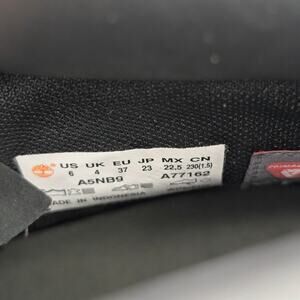 US UK EU JP MX CN
6 4 37 23 22.5 230(1.5)
A5NB9 A77162
MADE IN